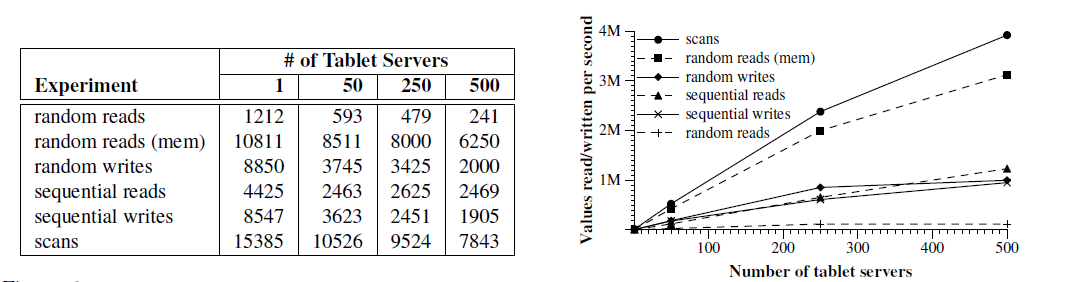 # of Tablet Servers
Experiment 1 50 250 500
random reads 1212 593 479 241
random reads (mem) 10811 8511 8000 6250
random writes 8850 3745 3425 2000
sequential reads 4425 2463 2625 2469
sequential writes 8547 3623 2451 1905
scans 15385 10526 9524 7843
Values read/written per second
4M
3M
2M
1M
scans
random reads (mem)
random writes
sequential reads
sequential writes
random reads
100 200 300 400 500
Number of tablet servers